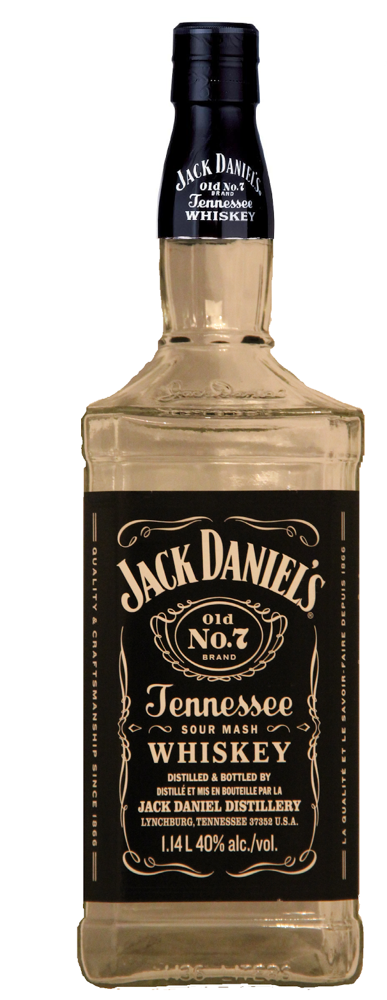 JACK DANIEL'S®
Old No.7
BRAND
Tennessee
WHISKEY
Jack Daniel
JACK DANIEL'S®
Old
No.7
BRAND
Tennessee
SOUR MASH
WHISKEY
DISTILLED & BOTTLED BY
DISTILLÉ ET MIS EN BOUTEILLE PAR LA
JACK DANIEL DISTILLERY
LYNCHBURG, TENNESSEE 37352 U.S.A.
1.14 L 40% alc./vol.
QUALITY & CRAFTSMANSHIP SINCE 1866
LA QUALITÉ ET LE SAVOIR-FAIRE DEPUIS 1866